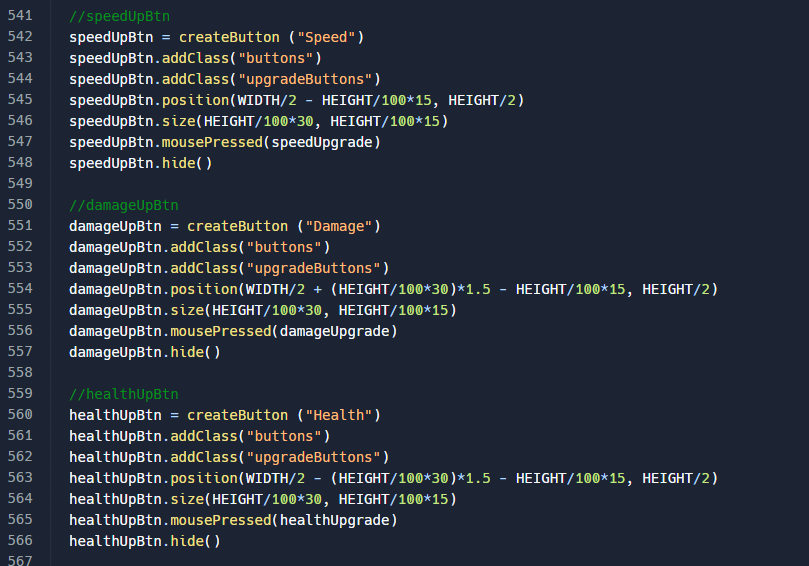 541 //speedUpBtn
542 speedUpBtn = createButton ("Speed")
543 speedUpBtn.addClass("buttons")
544 speedUpBtn.addClass("upgradeButtons")
545 speedUpBtn.position(WIDTH/2 - HEIGHT/100*15, HEIGHT/2)
546 speedUpBtn.size(HEIGHT/100*30, HEIGHT/100*15)
547 speedUpBtn.mousePressed(speedUpgrade)
548 speedUpBtn.hide()
549
550 //damageUpBtn
551 damageUpBtn = createButton ("Damage")
552 damageUpBtn.addClass("buttons")
553 damageUpBtn.addClass("upgradeButtons")
554 damageUpBtn.position(WIDTH/2 + (HEIGHT/100*30)*1.5 - HEIGHT/100*15, HEIGHT/2)
555 damageUpBtn.size(HEIGHT/100*30, HEIGHT/100*15)
556 damageUpBtn.mousePressed(damageUpgrade)
557 damageUpBtn.hide()
558
559 //healthUpBtn
560 healthUpBtn = createButton ("Health")
561 healthUpBtn.addClass("buttons")
562 healthUpBtn.addClass("upgradeButtons")
563 healthUpBtn.position(WIDTH/2 - (HEIGHT/100*30)*1.5 - HEIGHT/100*15, HEIGHT/2)
564 healthUpBtn.size(HEIGHT/100*30, HEIGHT/100*15)
565 healthUpBtn.mousePressed(healthUpgrade)
566 healthUpBtn.hide()
567